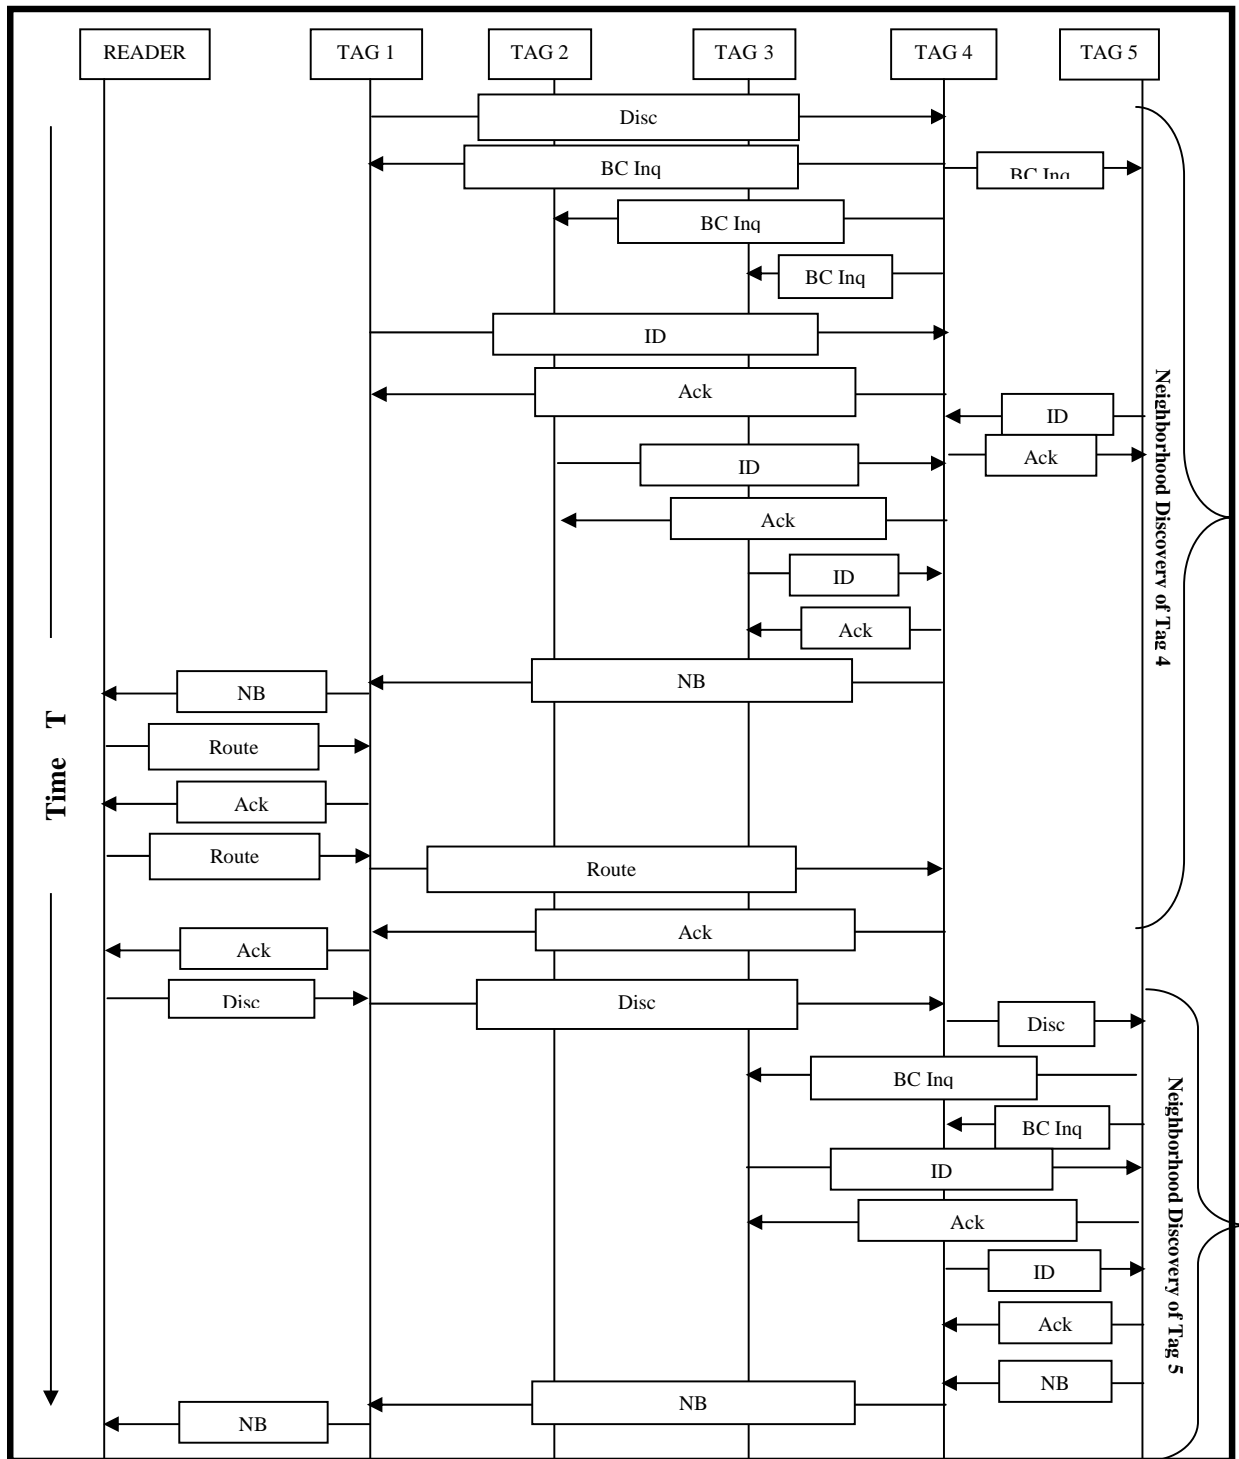 READER
TAG 1
TAG 2
TAG 3
TAG 4
TAG 5
Disc
BC Inq
BC Inq
BC Inq
BC Inq
ID
Ack
ID
Ack
ID
Ack
ID
Ack
NB
NB
Route
Ack
Route
Route
Ack
Ack
Disc
Disc
Disc
BC Inq
BC Inq
ID
Ack
ID
Ack
NB
NB
NB
Time T
Neighborhood Discovery of Tag 4
Neighborhood Discovery of Tag 5